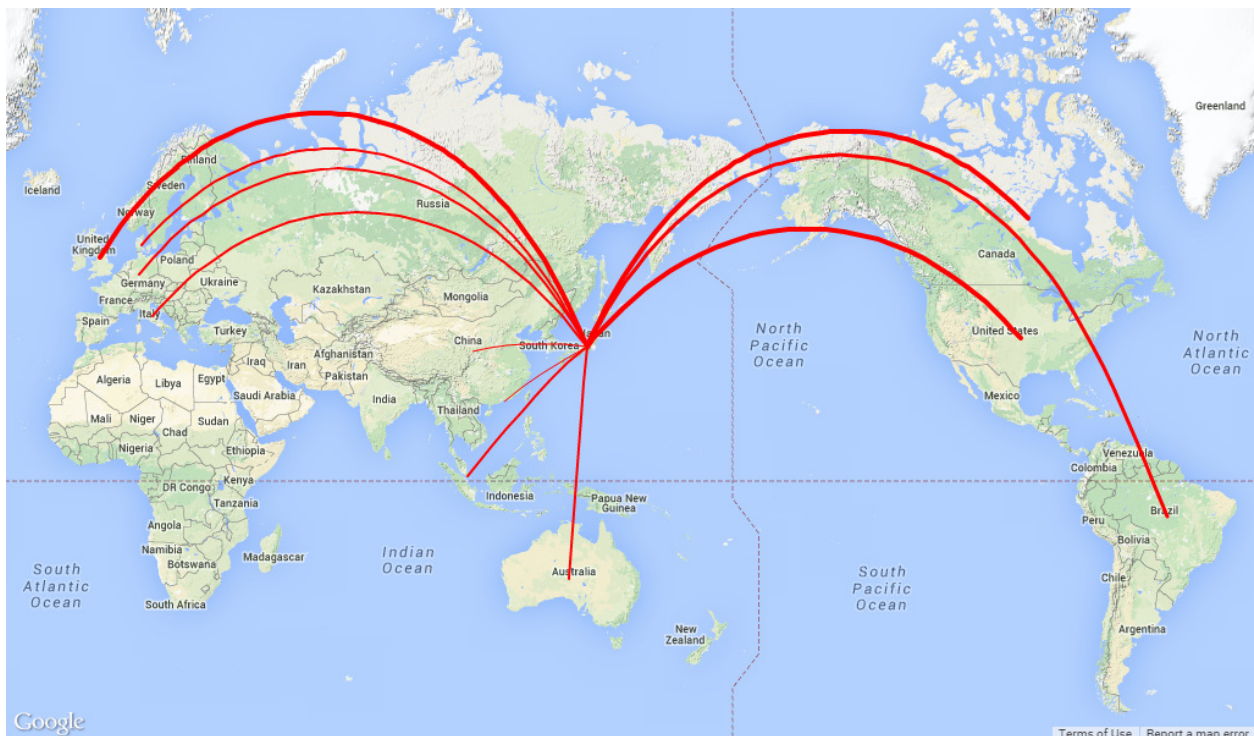 Greenland
Iceland
Finland
Sweden
Norway
Russia
United
Kingdom
Canada
Poland
Germany
Ukraine
Kazakhstan
France
Mongolia
Italy
Spain
Turkey
North
Pacific
Ocean
United States
North
Atlantic
Ocean
China
South Korea
Japan
Iraq
Iran
Afghanistan
Pakistan
Algeria
Libya
Egypt
Saudi Arabia
India
Mexico
Mali
Niger
Sudan
Chad
Thailand
Nigeria
Ethiopia
Venezuela
Colombia
DR Congo
Kenya
Tanzania
Indonesia
Papua New
Guinea
Brazil
Peru
Angola
Bolivia
Namibia
Botswana
Madagascar
Indian
Ocean
South
Atlantic
Ocean
Australia
South
Pacific
Ocean
Chile
South Africa
New
Zealand
Argentina
Google
Terms of Use
Report a map error